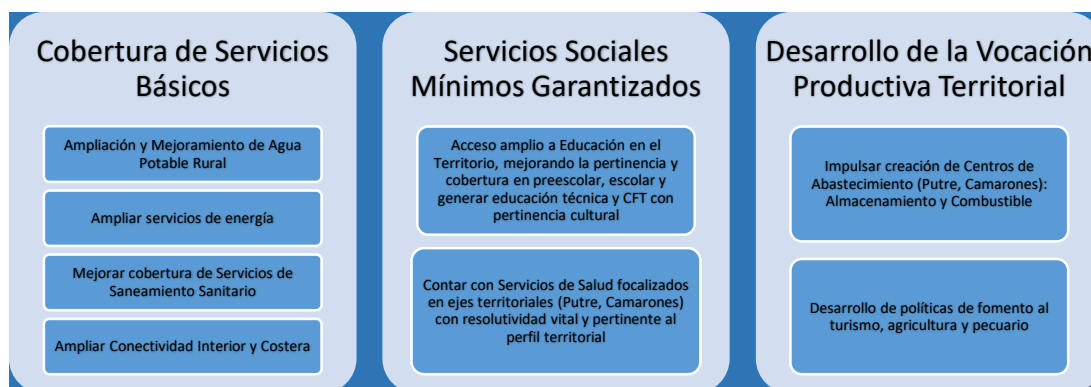 Cobertura de Servicios
Básicos
Ampliación y Mejoramiento de Agua
Potable Rural
Ampliar servicios de energía
Mejorar cobertura de Servicios de
Saneamiento Sanitario
Ampliar Conectividad Interior y Costera
Servicios Sociales
Mínimos Garantizados
Acceso amplio a Educación en el
Territorio, mejorando la pertinencia y
cobertura en preescolar, escolar y
generar educación técnica y CFT con
pertinencia cultural
Contar con Servicios de Salud focalizados
en ejes territoriales (Putre, Camarones)
con resolutividad vital y pertinente al
perfil territorial
Desarrollo de la Vocación
Productiva Territorial
Impulsar creación de Centros de
Abastecimiento (Putre, Camarones):
Almacenamiento y Combustible
Desarrollo de políticas de fomento al
turismo, agricultura y pecuario